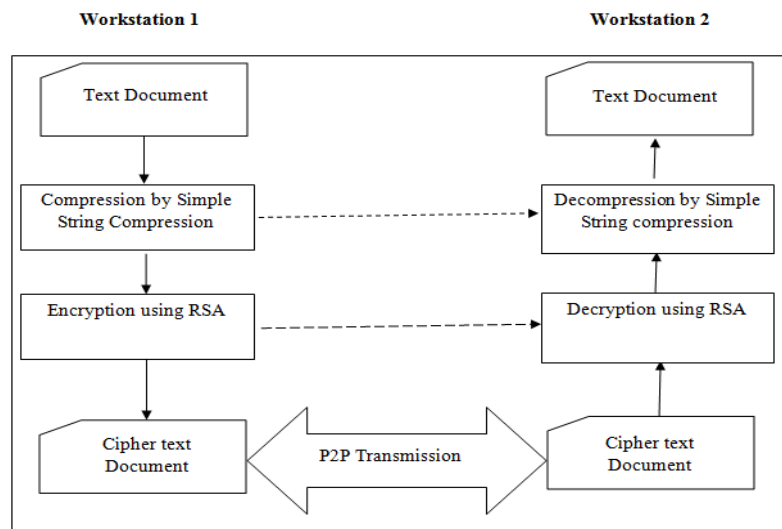 Workstation 1
Workstation 2
Text Document
Text Document
Compression by Simple
String Compression
Decompression by Simple
String compression
Encryption using RSA
Decryption using RSA
Cipher text
Document
P2P Transmission
Cipher text
Document